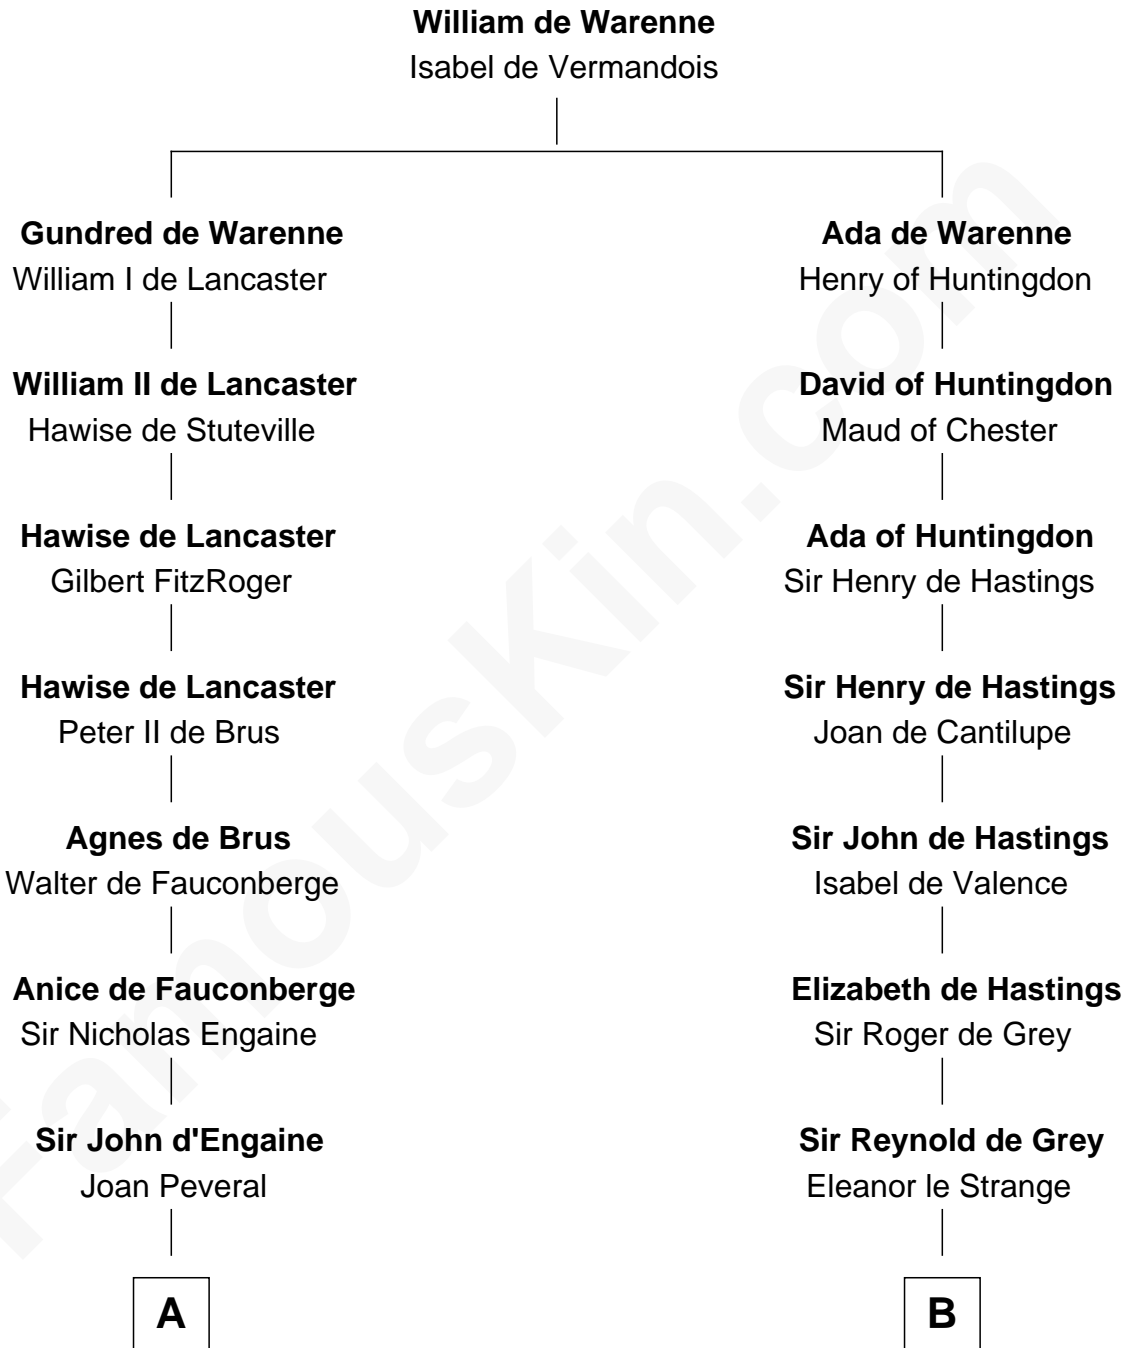 William de Warenne
Isabel de Vermandois
Gundred de Warenne
William I de Lancaster
William II de Lancaster
Hawise de Stuteville
Hawise de Lancaster
Gilbert FitzRoger
Hawise de Lancaster
Peter II de Brus
Agnes de Brus
Walter de Fauconberge
Anice de Fauconberge
Sir Nicholas Engaine
Sir John d'Engaine
Joan Peveral
A
Ada de Warenne
Henry of Huntingdon
David of Huntingdon
Maud of Chester
Ada of Huntingdon
Sir Henry de Hastings
Sir Henry de Hastings
Joan de Cantilupe
Sir John de Hastings
Isabel de Valence
Elizabeth de Hastings
Sir Roger de Grey
Sir Reynold de Grey
Eleanor le Strange
B
FamousKin.com